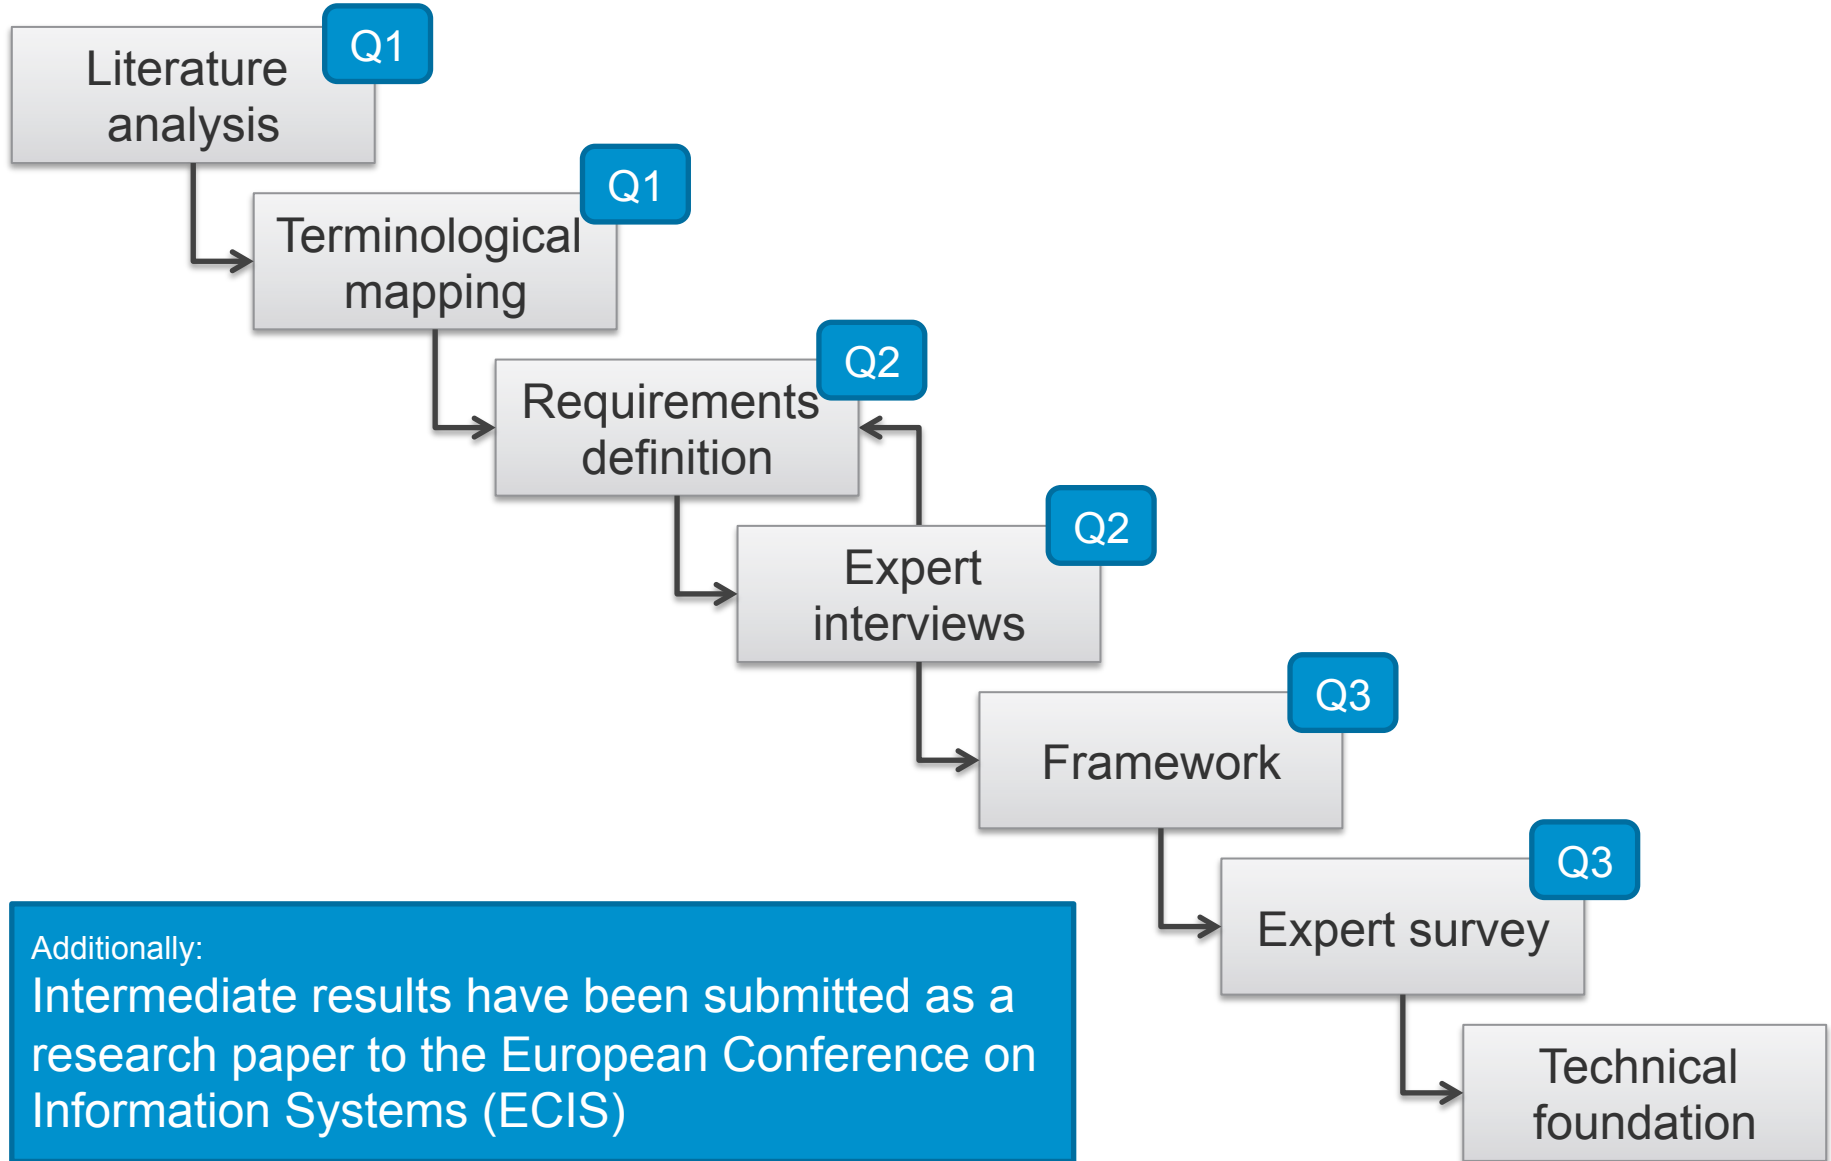 Q1
Literature
analysis
Q1
Terminological
mapping
Q2
Requirements
definition
Q2
Expert
interviews
Q3
Framework
Q3
Expert survey
Technical
foundation
Additionally:
Intermediate results have been submitted as a
research paper to the European Conference on
Information Systems (ECIS)